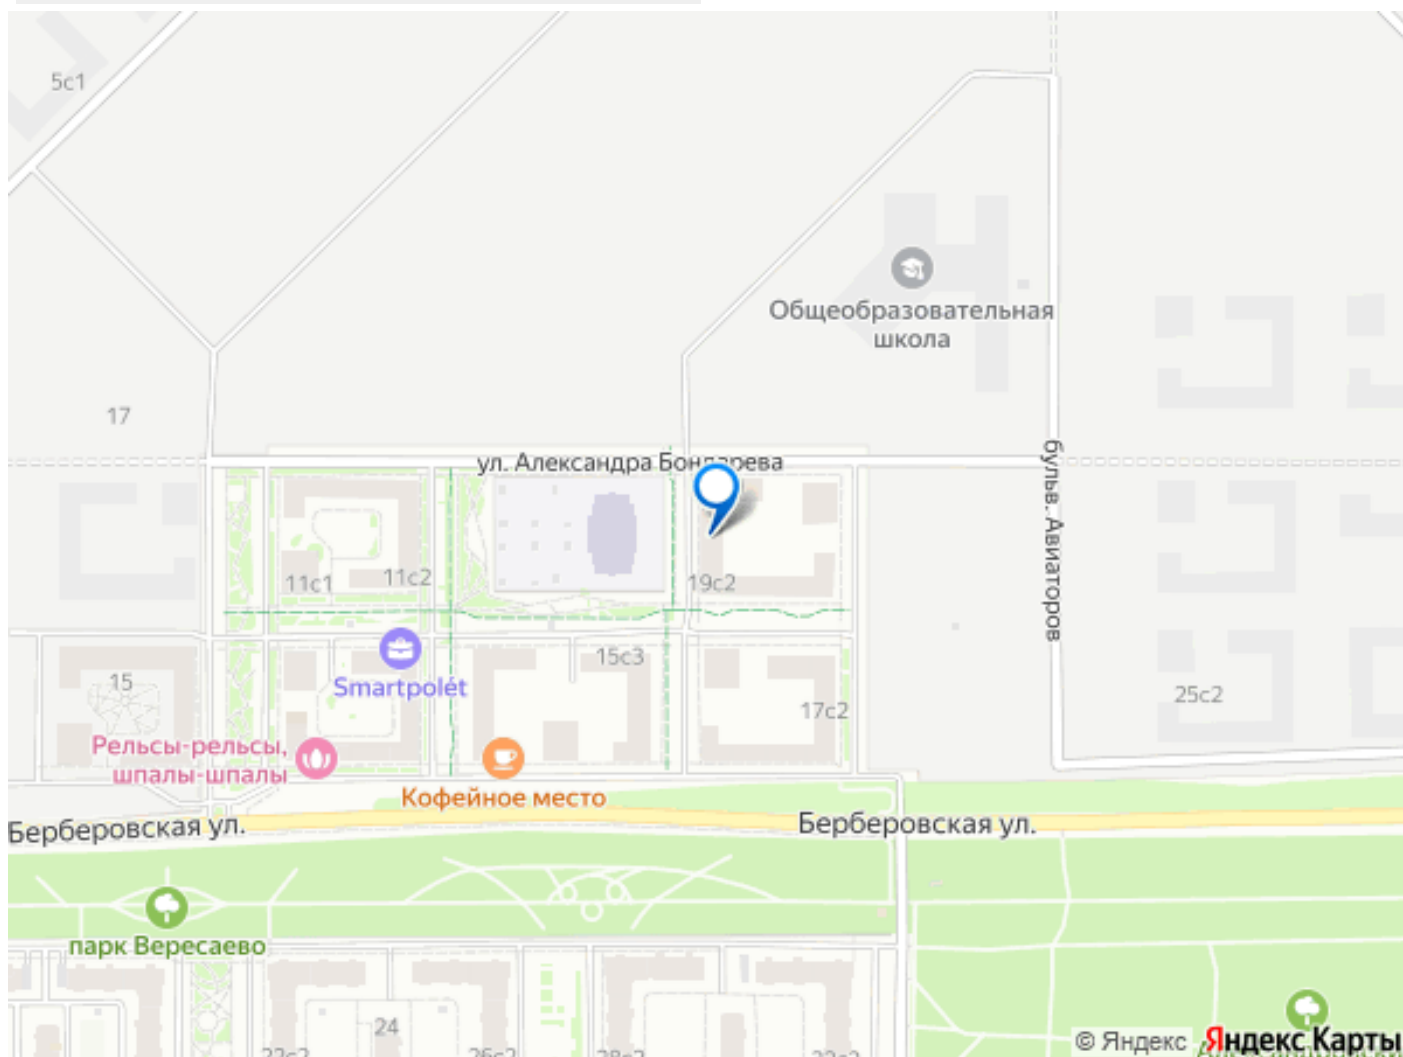 5с1
Общеобразовательная
школа
17
ул. Александра Бондарева
бульв. Авиаторов
11с1
11с2
19с2
15с3
15
Smartpolét
25с2
17с2
Рельсы-рельсы,
шпалы-шпалы
Кофейное место
Берберовская ул.
Берберовская ул.
парк Вересаево
24
© Яндекс
Яндекс Карты